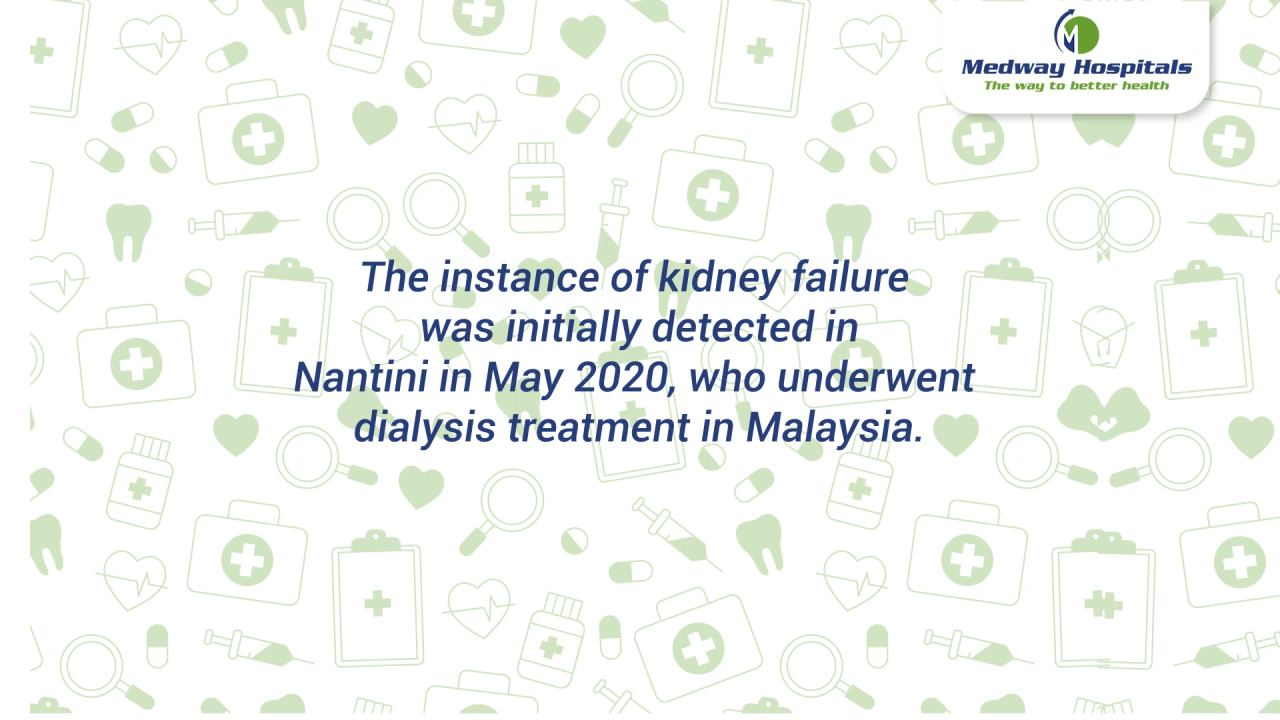 Medway Hospitals
The way to better health
The instance of kidney failure
was initially detected in
Nantini in May 2020, who underwent
dialysis treatment in Malaysia.